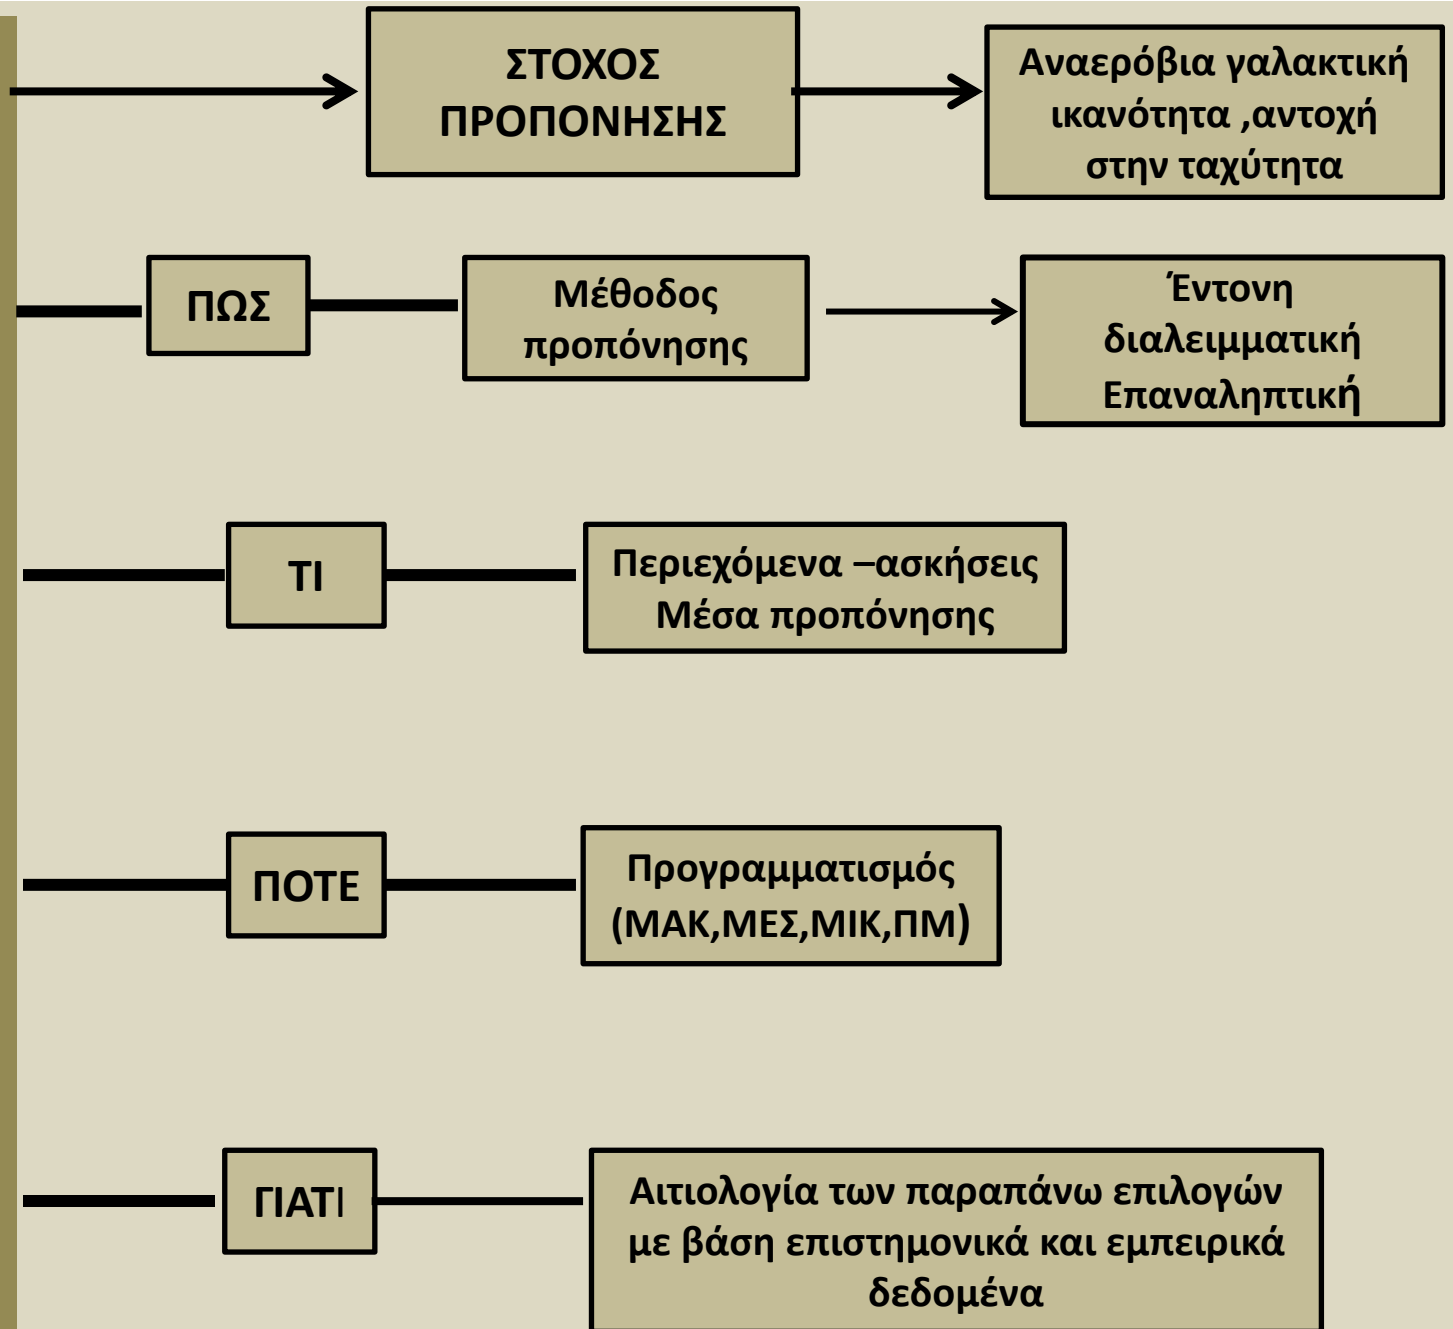 ΣΤΟΧΟΣ
ΠΡΟΠΟΝΗΣΗΣ
Αναερόβια γαλακτική
ικανότητα ,αντοχή
στην ταχύτητα
ΠΩΣ
Μέθοδος
προπόνησης
Έντονη
διαλειμματική
Επαναληπτική
ΤΙ
Περιεχόμενα –ασκήσεις
Μέσα προπόνησης
ΠΟΤΕ
Προγραμματισμός
(ΜΑΚ,ΜΕΣ,ΜΙΚ,ΠΜ)
ΓΙΑΤΙ
Αιτιολογία των παραπάνω επιλογών
με βάση επιστημονικά και εμπειρικά
δεδομένα